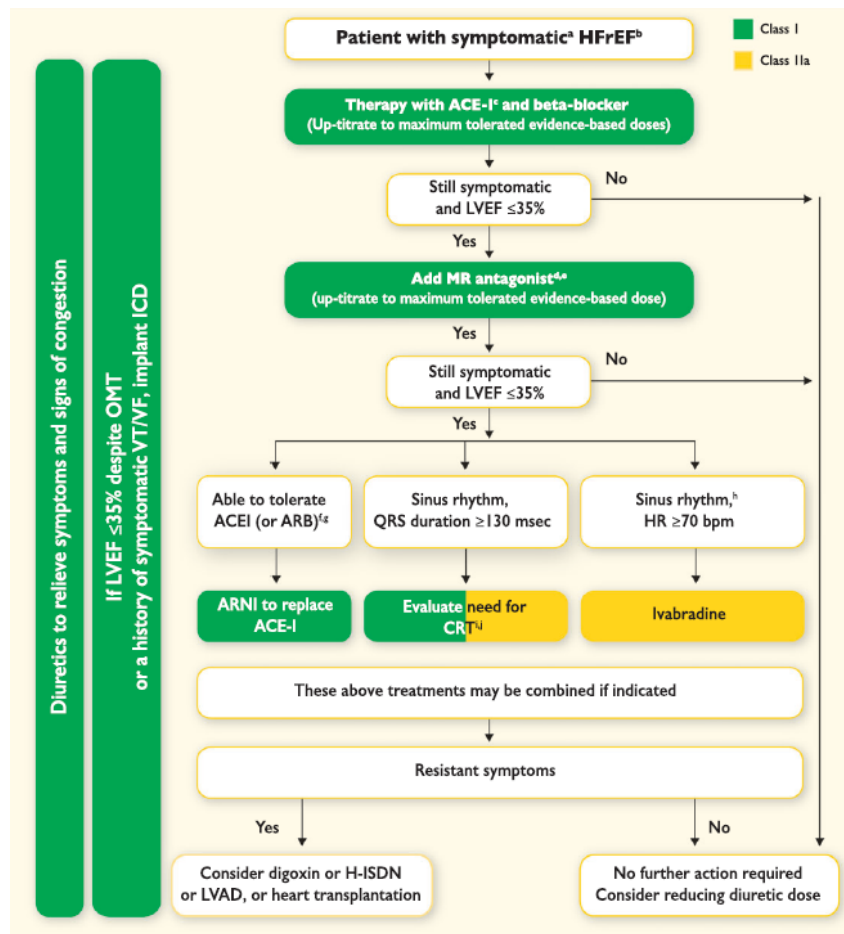 Patient with symptomaticᵃ HFrEFᵇ
Class I
Class IIa
Therapy with ACE-Iᶜ and beta-blocker
(Up-titrate to maximum tolerated evidence-based doses)
Still symptomatic
and LVEF ≤35%
No
Yes
Add MR antagonistᵈ,ᵉ
(up-titrate to maximum tolerated evidence-based dose)
Yes
Still symptomatic
and LVEF ≤35%
No
Yes
Able to tolerate
ACEI (or ARB)ᶠ,ᵍ
Sinus rhythm,
QRS duration ≥130 msec
Sinus rhythm,ʰ
HR ≥70 bpm
ARNI to replace
ACE-I
Evaluate need for
CRTⁱ,ʲ
Ivabradine
These above treatments may be combined if indicated
Resistant symptoms
Yes
No
Consider digoxin or H-ISDN
or LVAD, or heart transplantation
No further action required
Consider reducing diuretic dose
Diuretics to relieve symptoms and signs of congestion
If LVEF ≤35% despite OMT
or a history of symptomatic VT/VF, implant ICD